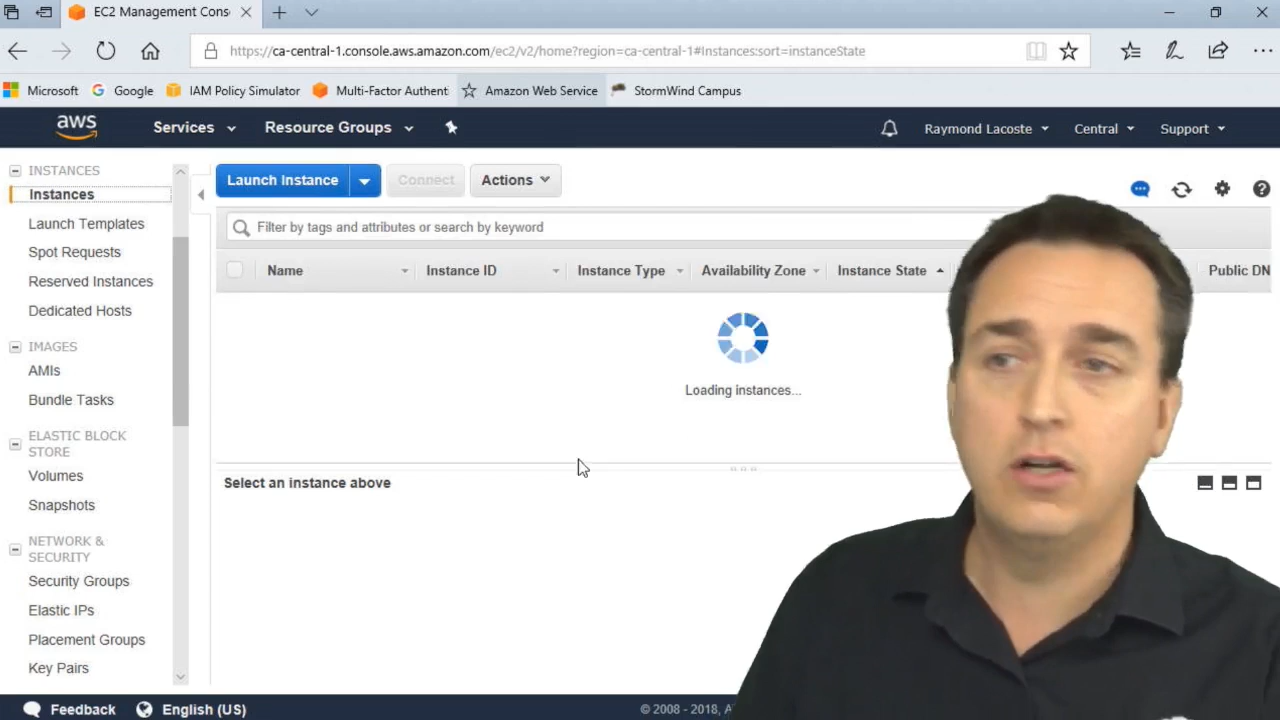 EC2 Management Cons
https://ca-central-1.console.aws.amazon.com/ec2/v2/home?region=ca-central-1#Instances:sort=instanceState
Microsoft Google IAM Policy Simulator Multi-Factor Authenti Amazon Web Service StormWind Campus
aws Services Resource Groups Raymond Lacoste Central Support
INSTANCES
Instances
Launch Templates
Spot Requests
Reserved Instances
Dedicated Hosts
IMAGES
AMIs
Bundle Tasks
ELASTIC BLOCK
STORE
Volumes
Snapshots
NETWORK &
SECURITY
Security Groups
Elastic IPs
Placement Groups
Key Pairs
Launch Instance Connect Actions
Filter by tags and attributes or search by keyword
Name Instance ID Instance Type Availability Zone Instance State Public DN
Loading instances...
Select an instance above
Feedback English (US) © 2008 - 2018, A